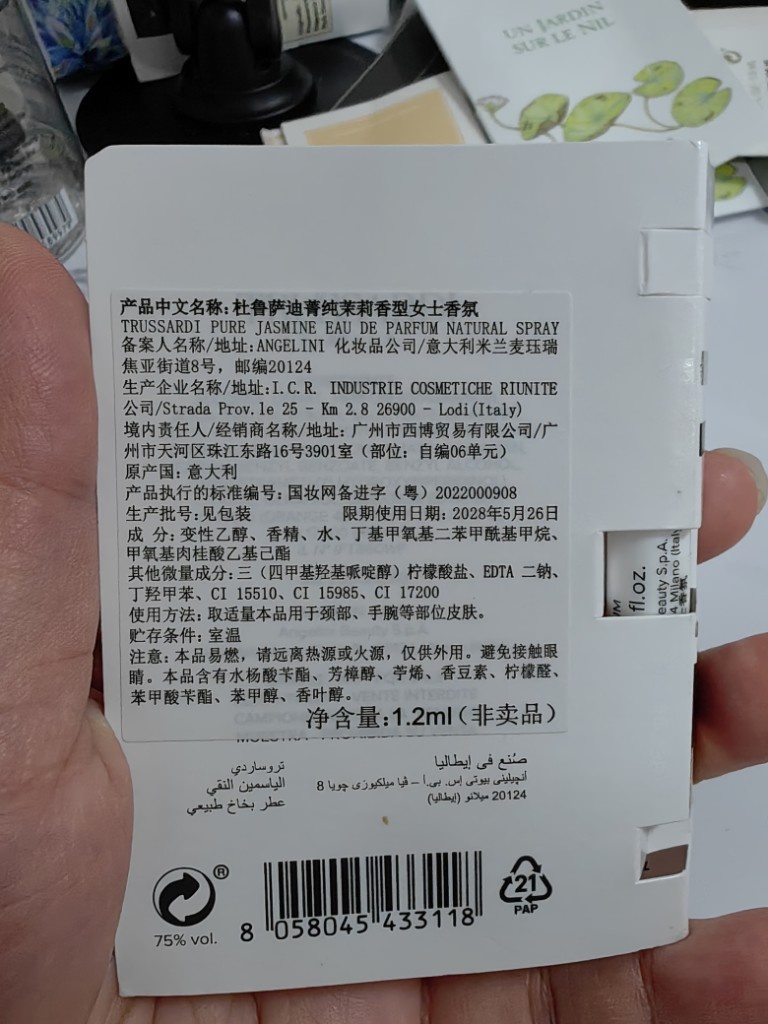 UN JARDIN
SUR LE NIL
产品中文名称:杜鲁萨迪菁纯茉莉香型女士香氛
TRUSSARDI PURE JASMINE EAU DE PARFUM NATURAL SPRAY
备案人名称/地址:ANGELINI 化妆品公司/意大利米兰麦珏瑞
焦亚街道8号，邮编20124
生产企业名称/地址:I.C.R. INDUSTRIE COSMETICHE RIUNITE
公司/Strada Prov.le 25 - Km 2.8 26900 - Lodi(Italy)
境内责任人/经销商名称/地址: 广州市西博贸易有限公司/广
州市天河区珠江东路16号3901室（部位: 自编06单元）
原产国: 意大利
产品执行的标准编号: 国妆网备进字（粤）2022000908
生产批号:见包装 限期使用日期: 2028年5月26日
成 分: 变性乙醇、香精、水、丁基甲氧基二苯甲酰基甲烷、
甲氧基肉桂酸乙基己酯
其他微量成分:三（四甲基羟基哌啶醇）柠檬酸盐、EDTA 二钠、
丁羟甲苯、CI 15510、CI 15985、CI 17200
使用方法: 取适量本品用于颈部、手腕等部位皮肤。
贮存条件: 室温
注意: 本品易燃，请远离热源或火源，仅供外用。避免接触眼
睛。本品含有水杨酸苄酯、芳樟醇、苧烯、香豆素、柠檬醛、
苯甲酸苄酯、苯甲醇、香叶醇。
净含量:1.2ml（非卖品）
fl.oz.
eauty S.p.A.
4 Milano (Ital
صُنع في إيطاليا
أنجيليني بيوتي إس. بي.أ – ڤيا ميلكيوري جويا 8
20124 ميلانو (إيطاليا)
تروساردي
الياسمين النقي
عطر بخاخ طبيعي
®
75% vol.
8 058045 433118
21
PAP